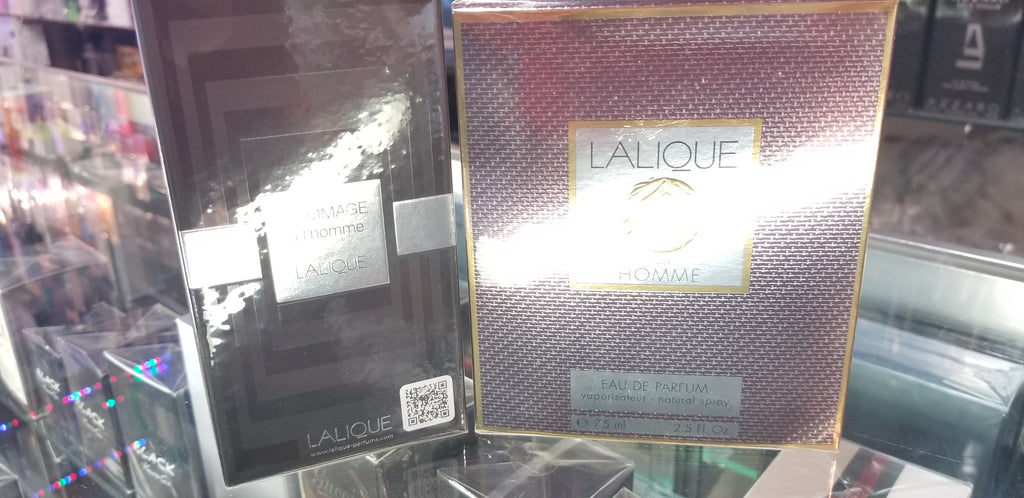 l'homme
LALIQUE
LALIQUE
www.lalique-parfums.com
LALIQUE
HOMME
EAU DE PARFUM
vaporisateur - natural spray
e 75 ml 2.5 FL OZ
AZZARO